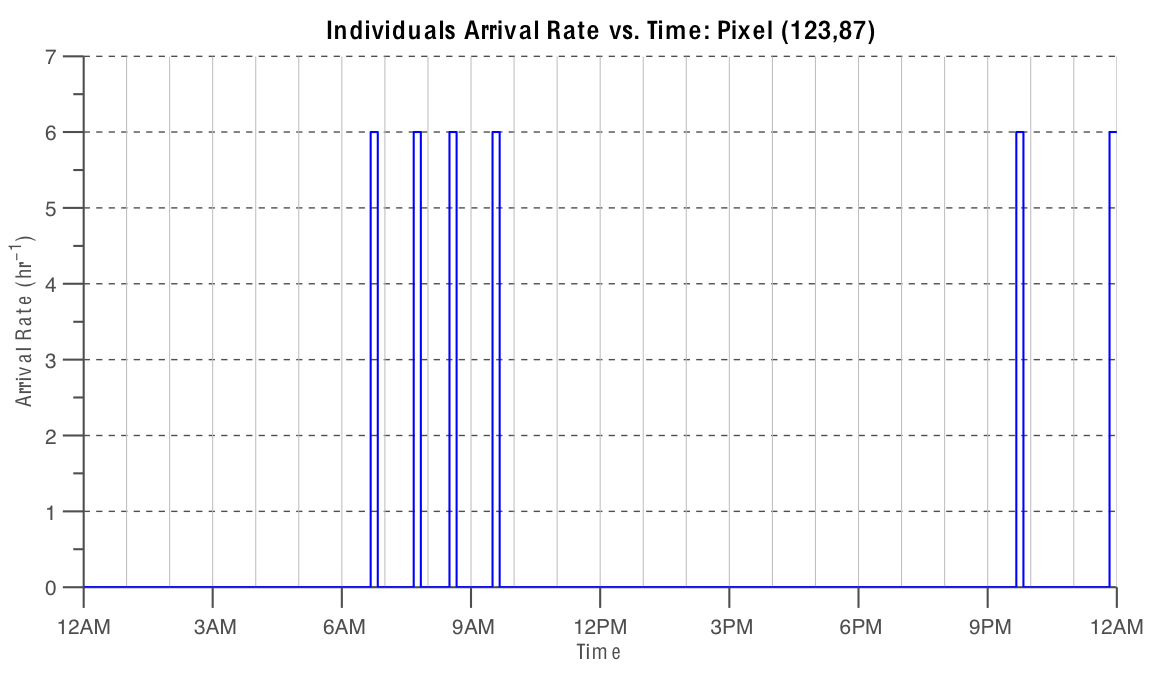 Individuals Arrival Rate vs. Time: Pixel (123,87)
7
6
5
4
3
2
1
0
Arrival Rate (hr⁻¹)
12AM 3AM 6AM 9AM 12PM 3PM 6PM 9PM 12AM
Time